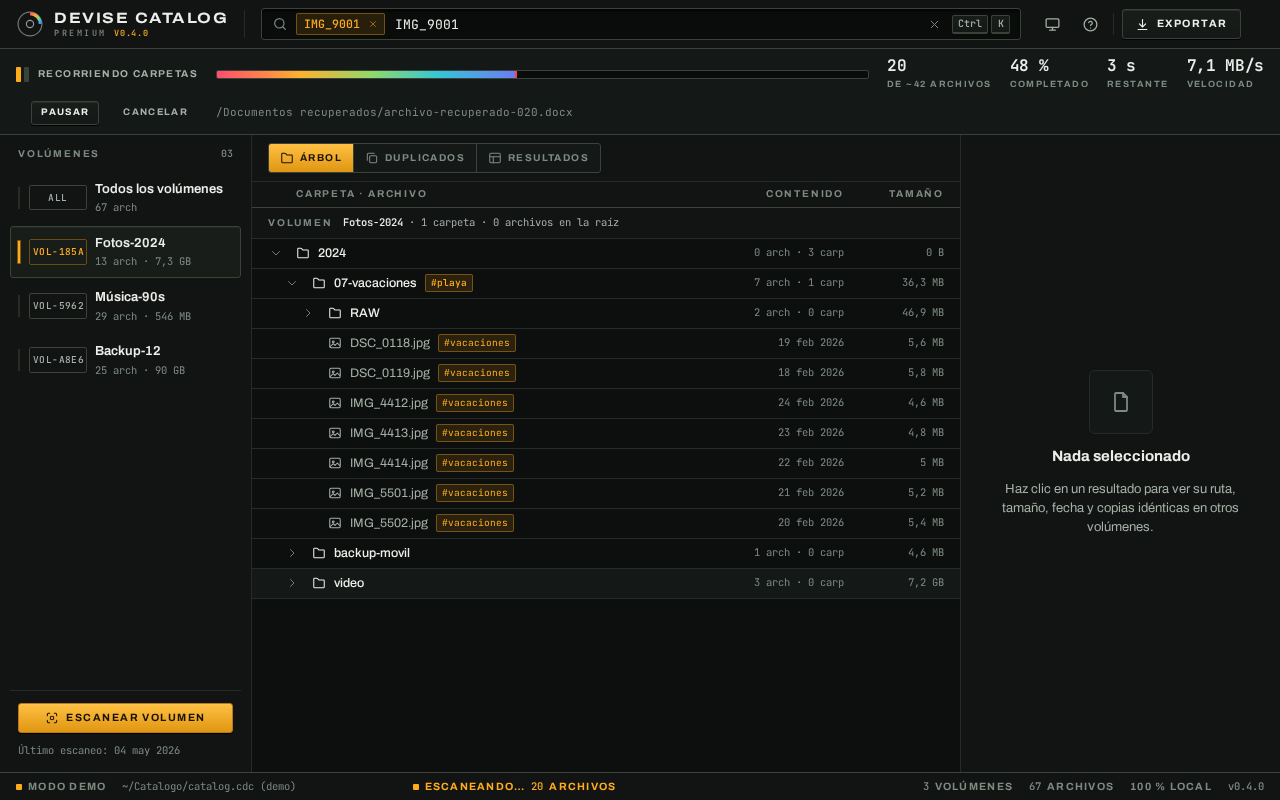 DEVISE CATALOG
PREMIUM V0.4.0
IMG_9001 × IMG_9001
Ctrl K
EXPORTAR
RECORRIENDO CARPETAS
20
DE ~42 ARCHIVOS
48 %
COMPLETADO
3 s
RESTANTE
7,1 MB/s
VELOCIDAD
PAUSAR CANCELAR /Documentos recuperados/archivo-recuperado-020.docx
VOLÚMENES 03
ALL
Todos los volúmenes
67 arch
VOL-185A
Fotos-2024
13 arch · 7,3 GB
VOL-5962
Música-90s
29 arch · 546 MB
VOL-A8E6
Backup-12
25 arch · 90 GB
ESCANEAR VOLUMEN
Último escaneo: 04 may 2026
ÁRBOL DUPLICADOS RESULTADOS
CARPETA · ARCHIVO CONTENIDO TAMAÑO
VOLUMEN Fotos-2024 · 1 carpeta · 0 archivos en la raíz
2024 0 arch · 3 carp 0 B
07-vacaciones #playa 7 arch · 1 carp 36,3 MB
RAW 2 arch · 0 carp 46,9 MB
DSC_0118.jpg #vacaciones 19 feb 2026 5,6 MB
DSC_0119.jpg #vacaciones 18 feb 2026 5,8 MB
IMG_4412.jpg #vacaciones 24 feb 2026 4,6 MB
IMG_4413.jpg #vacaciones 23 feb 2026 4,8 MB
IMG_4414.jpg #vacaciones 22 feb 2026 5 MB
IMG_5501.jpg #vacaciones 21 feb 2026 5,2 MB
IMG_5502.jpg #vacaciones 20 feb 2026 5,4 MB
backup-movil 1 arch · 0 carp 4,6 MB
video 3 arch · 0 carp 7,2 GB
Nada seleccionado
Haz clic en un resultado para ver su ruta,
tamaño, fecha y copias idénticas en otros
volúmenes.
MODO DEMO ~/Catalogo/catalog.cdc (demo) ESCANEANDO… 20 ARCHIVOS 3 VOLÚMENES 67 ARCHIVOS 100 % LOCAL v0.4.0